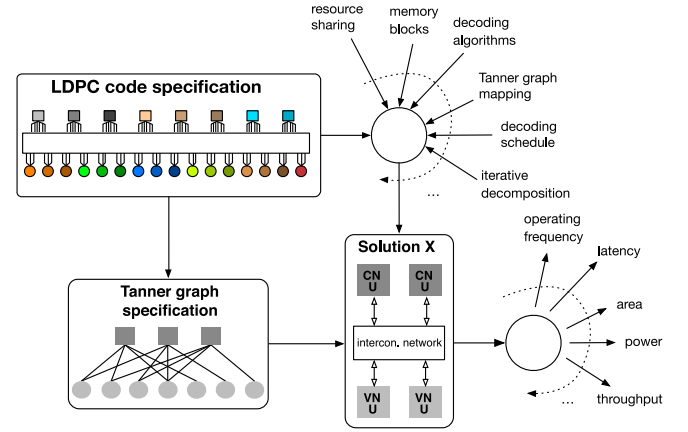 resource
sharing
memory
blocks
decoding
algorithms
Tanner graph
mapping
decoding
schedule
iterative
decomposition
...
LDPC code specification
Tanner graph
specification
Solution X
CN
U
CN
U
intercon. network
VN
U
VN
U
operating
frequency
latency
area
power
throughput
...